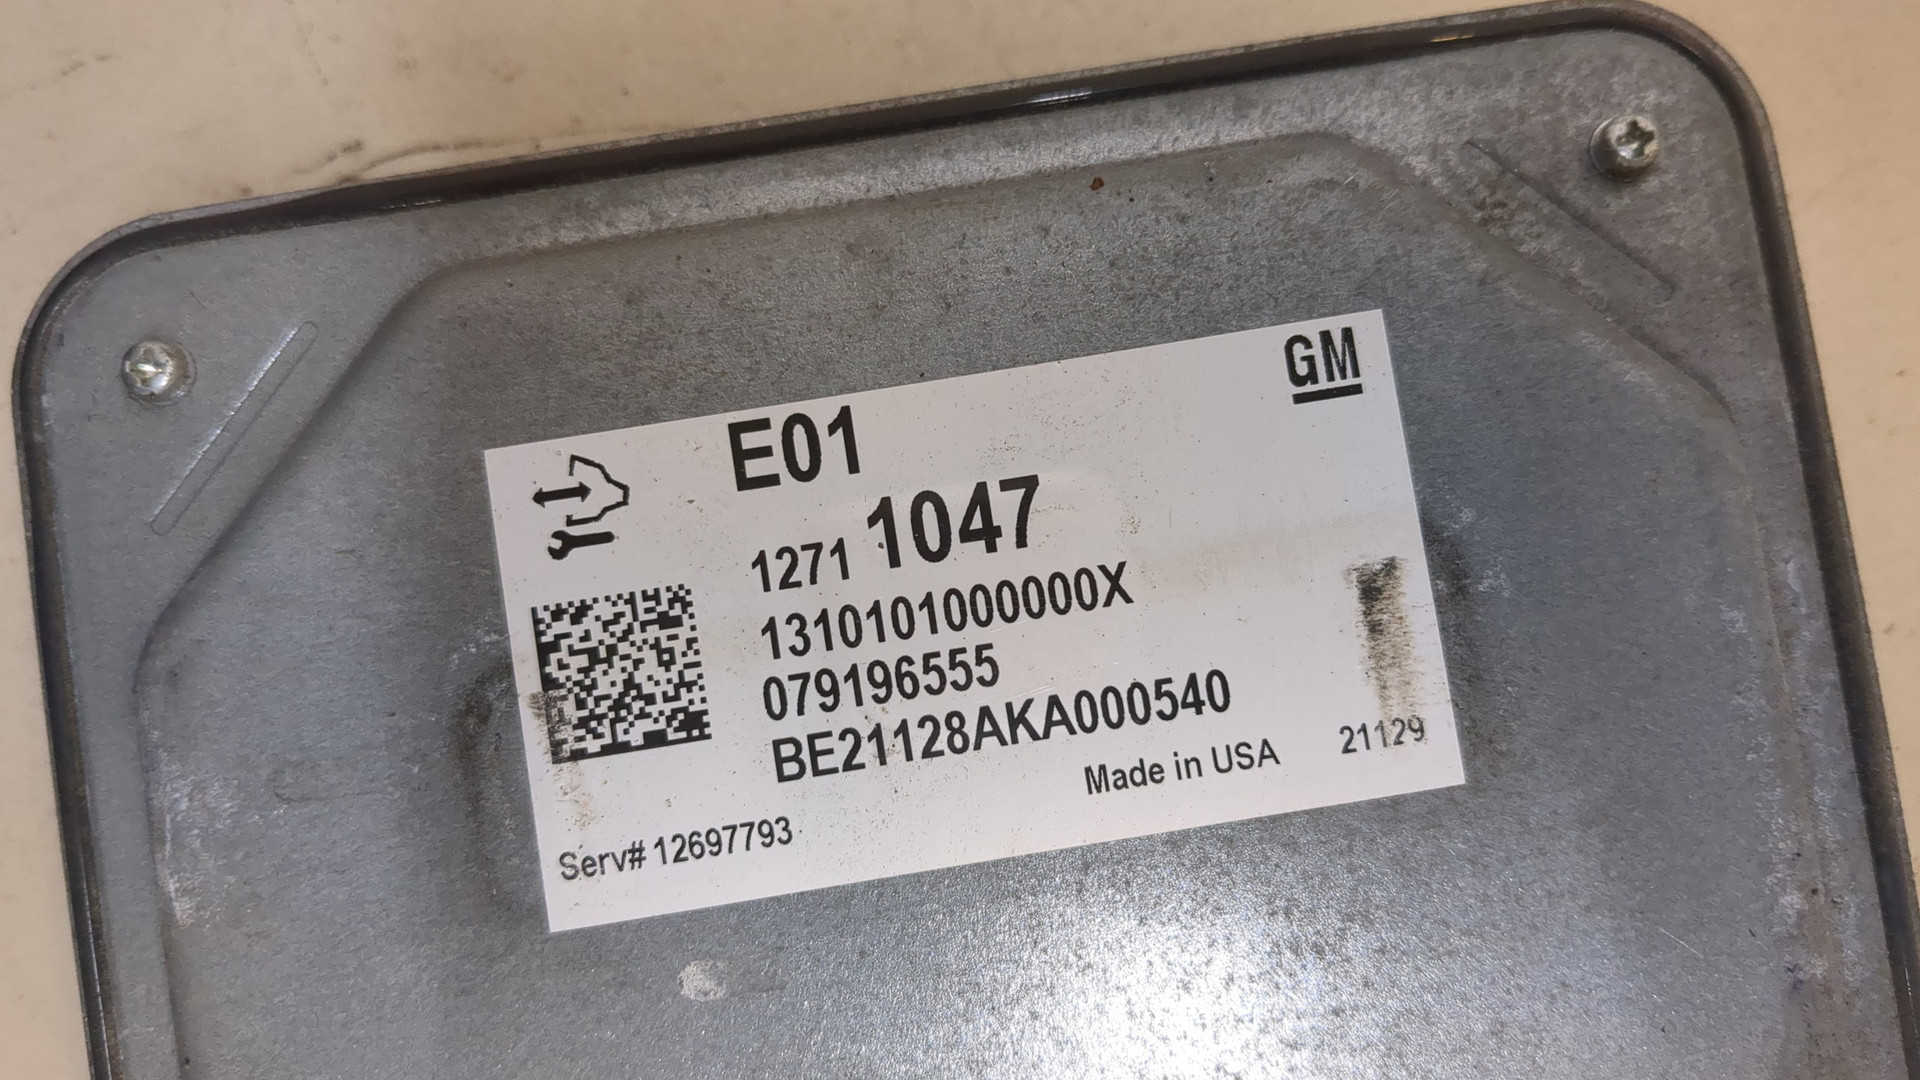 GM
E01
1271 1047
1310101000000X
079196555
BE21128AKA000540
Made in USA 21129
Serv# 12697793